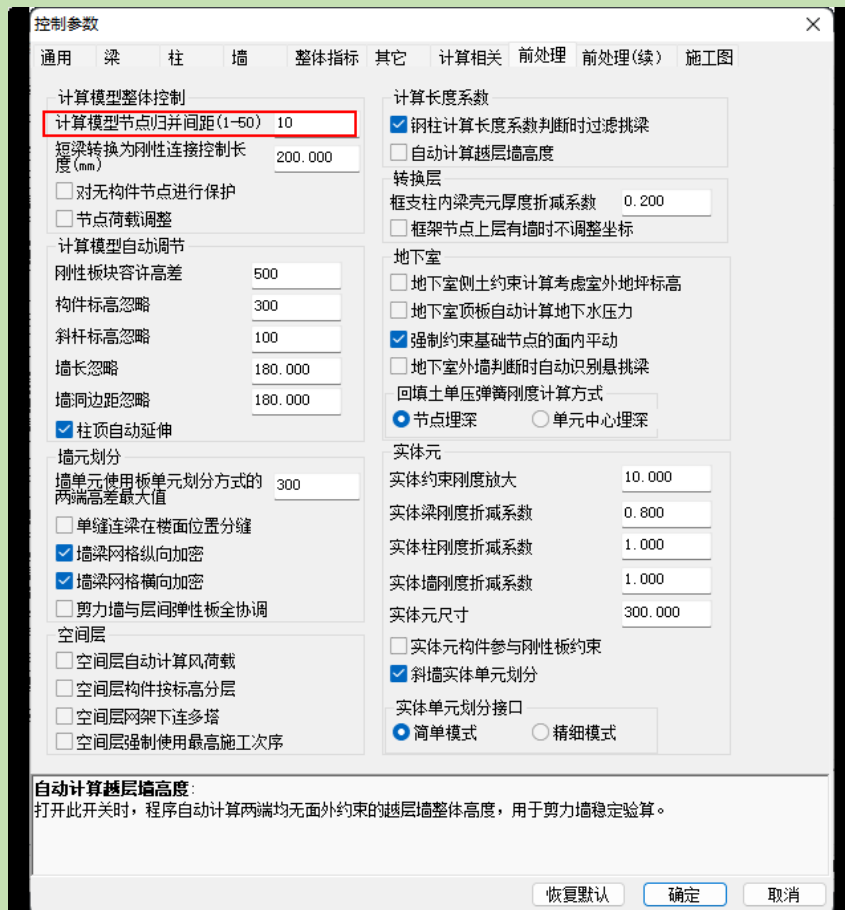 控制参数
通用 梁 柱 墙 整体指标 其它 计算相关 前处理 前处理(续) 施工图
计算模型整体控制
计算模型节点归并间距(1-50) 10
短梁转换为刚性连接控制长
度(mm) 200.000
对无构件节点进行保护
节点荷载调整
计算模型自动调节
刚性板块容许高差 500
构件标高忽略 300
斜杆标高忽略 100
墙长忽略 180.000
墙洞边距忽略 180.000
柱顶自动延伸
墙元划分
墙单元使用板单元划分方式的
两端高差最大值 300
单缝连梁在楼面位置分缝
墙梁网格纵向加密
墙梁网格横向加密
剪力墙与层间弹性板全协调
空间层
空间层自动计算风荷载
空间层构件按标高分层
空间层网架下连多塔
空间层强制使用最高施工次序
计算长度系数
钢柱计算长度系数判断时过滤挑梁
自动计算越层墙高度
转换层
框支柱内梁壳元厚度折减系数 0.200
框架节点上层有墙时不调整坐标
地下室
地下室侧土约束计算考虑室外地坪标高
地下室顶板自动计算地下水压力
强制约束基础节点的面内平动
地下室外墙判断时自动识别悬挑梁
回填土单压弹簧刚度计算方式
节点埋深 单元中心埋深
实体元
实体约束刚度放大 10.000
实体梁刚度折减系数 0.800
实体柱刚度折减系数 1.000
实体墙刚度折减系数 1.000
实体元尺寸 300.000
实体元构件参与刚性板约束
斜墙实体单元划分
实体单元划分接口
简单模式 精细模式
自动计算越层墙高度:
打开此开关时，程序自动计算两端均无面外约束的越层墙整体高度，用于剪力墙稳定验算。
恢复默认 确定 取消